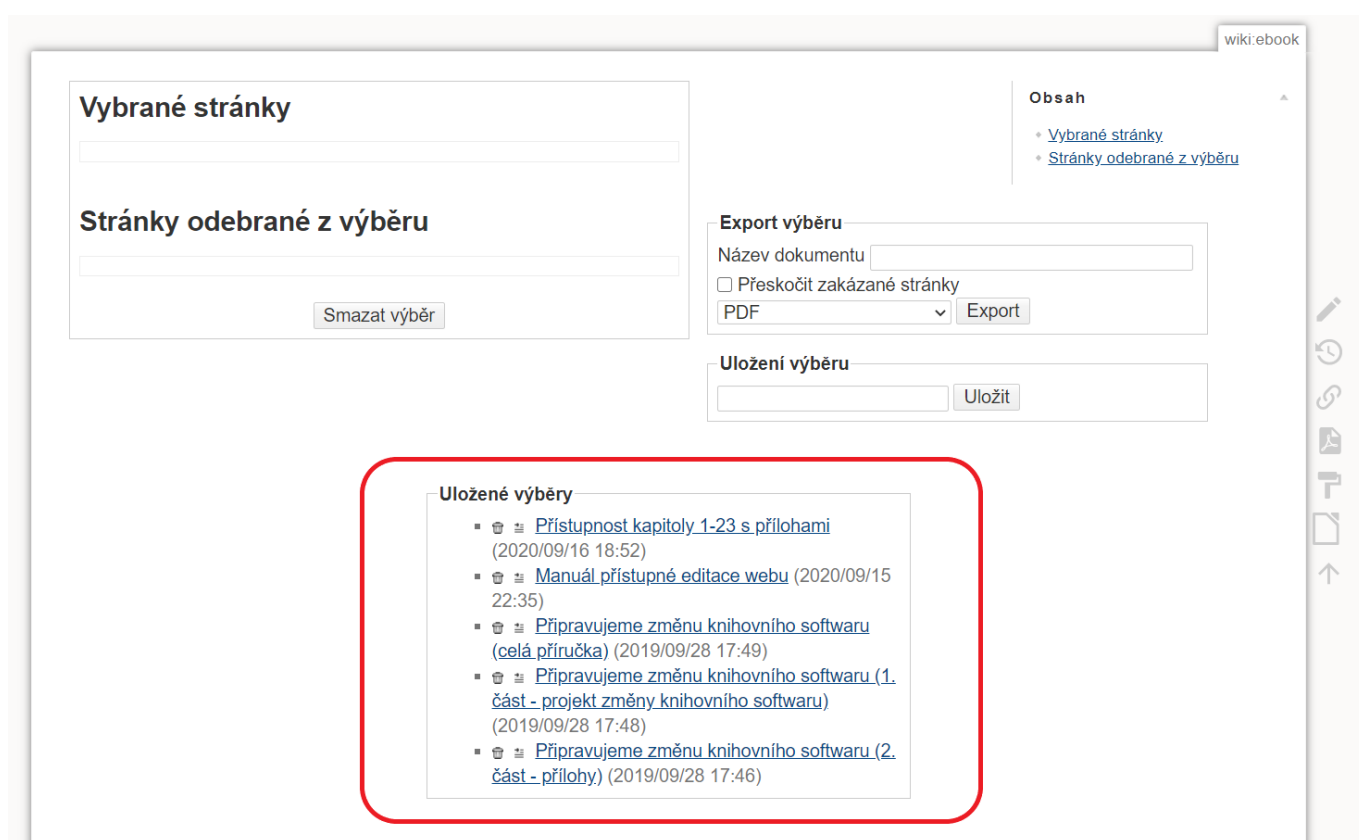 wiki:ebook
Vybrané stránky
Stránky odebrané z výběru
Smazat výběr
Obsah
Vybrané stránky
Stránky odebrané z výběru
Export výběru
Název dokumentu
Přeskočit zakázané stránky
PDF Export
Uložení výběru
Uložit
Uložené výběry
Přístupnost kapitoly 1-23 s přílohami
(2020/09/16 18:52)
Manuál přístupné editace webu (2020/09/15
22:35)
Připravujeme změnu knihovního softwaru
(celá příručka) (2019/09/28 17:49)
Připravujeme změnu knihovního softwaru (1.
část - projekt změny knihovního softwaru)
(2019/09/28 17:48)
Připravujeme změnu knihovního softwaru (2.
část - přílohy) (2019/09/28 17:46)